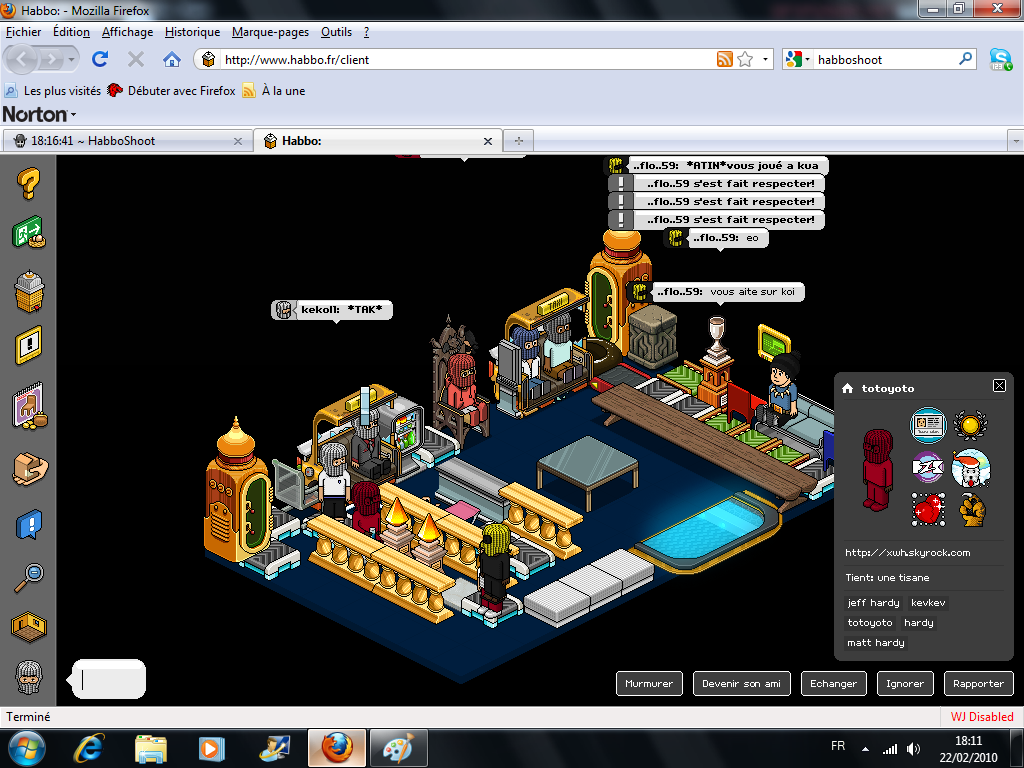 Habbo: - Mozilla Firefox
Fichier Édition Affichage Historique Marque-pages Outils ?
http://www.habbo.fr/client
habboshoot
Les plus visités Débuter avec Firefox À la une
Norton
18:16:41 ~ HabboShoot
Habbo:
..flo..59: *ATIN*vous joué a kua
..flo..59 s'est fait respecter!
..flo..59 s'est fait respecter!
..flo..59 s'est fait respecter!
..flo..59: eo
..flo..59: vous aite sur koi
kekol1: *TAK*
totoyoto
http://xwh.skyrock.com
Tient: une tisane
jeff hardy kevkev
totoyoto hardy
matt hardy
Murmurer Devenir son ami Echanger Ignorer Rapporter
Terminé
WJ Disabled
FR
18:11
22/02/2010